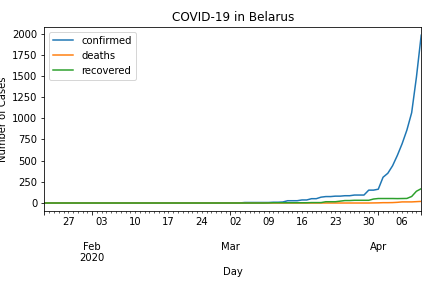 COVID-19 in Belarus
confirmed
deaths
recovered
Number of Cases
2000
1750
1500
1250
1000
750
500
250
0
27 03 10 17 24 02 09 16 23 30 06
Feb Mar Apr
2020
Day